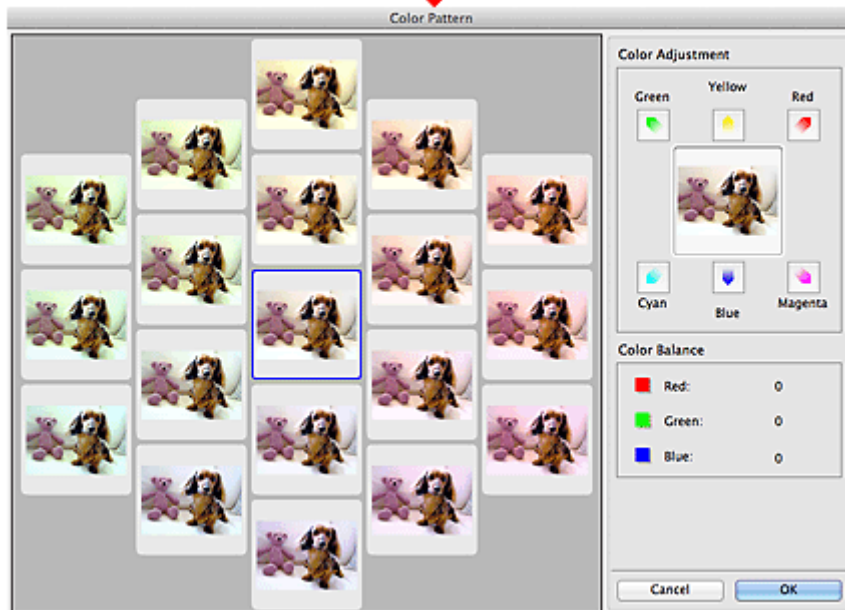 Color Pattern
Color Adjustment
Green Yellow Red
Cyan Blue Magenta
Color Balance
Red: 0
Green: 0
Blue: 0
Cancel OK